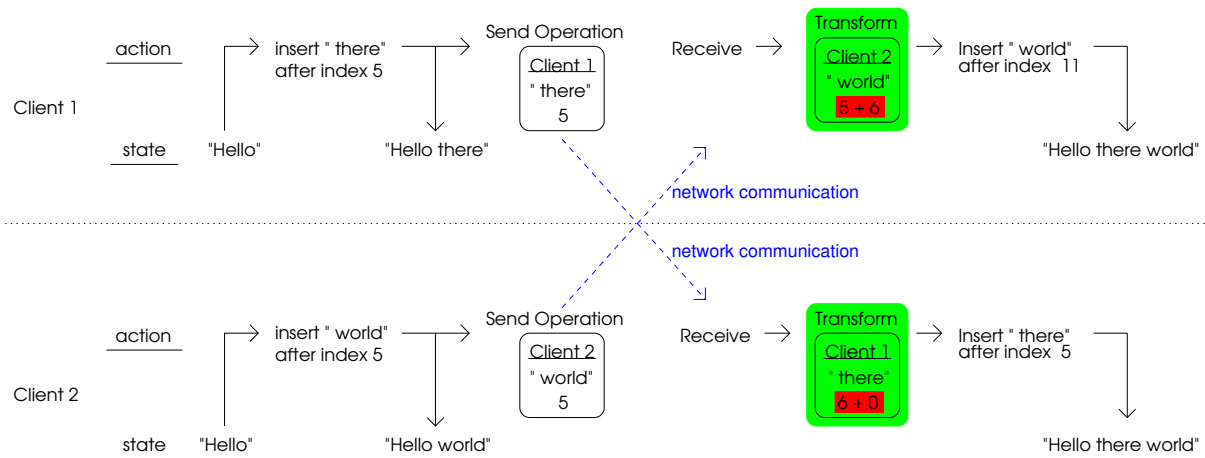 action
insert " there"
after index 5
Send Operation
Client 1
" there"
5
Receive
Transform
Client 2
" world"
5 + 6
Insert " world"
after index 11
Client 1
state
"Hello"
"Hello there"
"Hello there world"
network communication
network communication
action
insert " world"
after index 5
Send Operation
Client 2
" world"
5
Receive
Transform
Client 1
" there"
6 + 0
Insert " there"
after index 5
Client 2
state
"Hello"
"Hello world"
"Hello there world"